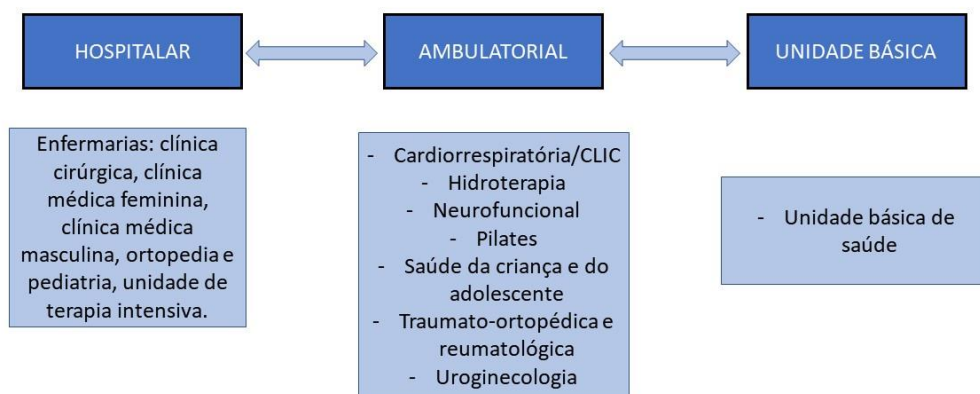 HOSPITALAR
AMBULATORIAL
UNIDADE BÁSICA
Enfermarias: clínica
cirúrgica, clínica
médica feminina,
clínica médica
masculina, ortopedia e
pediatria, unidade de
terapia intensiva.
- Cardiorrespiratória/CLIC
- Hidroterapia
- Neurofuncional
- Pilates
- Saúde da criança e do
adolescente
- Traumato-ortopédica e
reumatológica
- Uroginecologia
- Unidade básica de
saúde